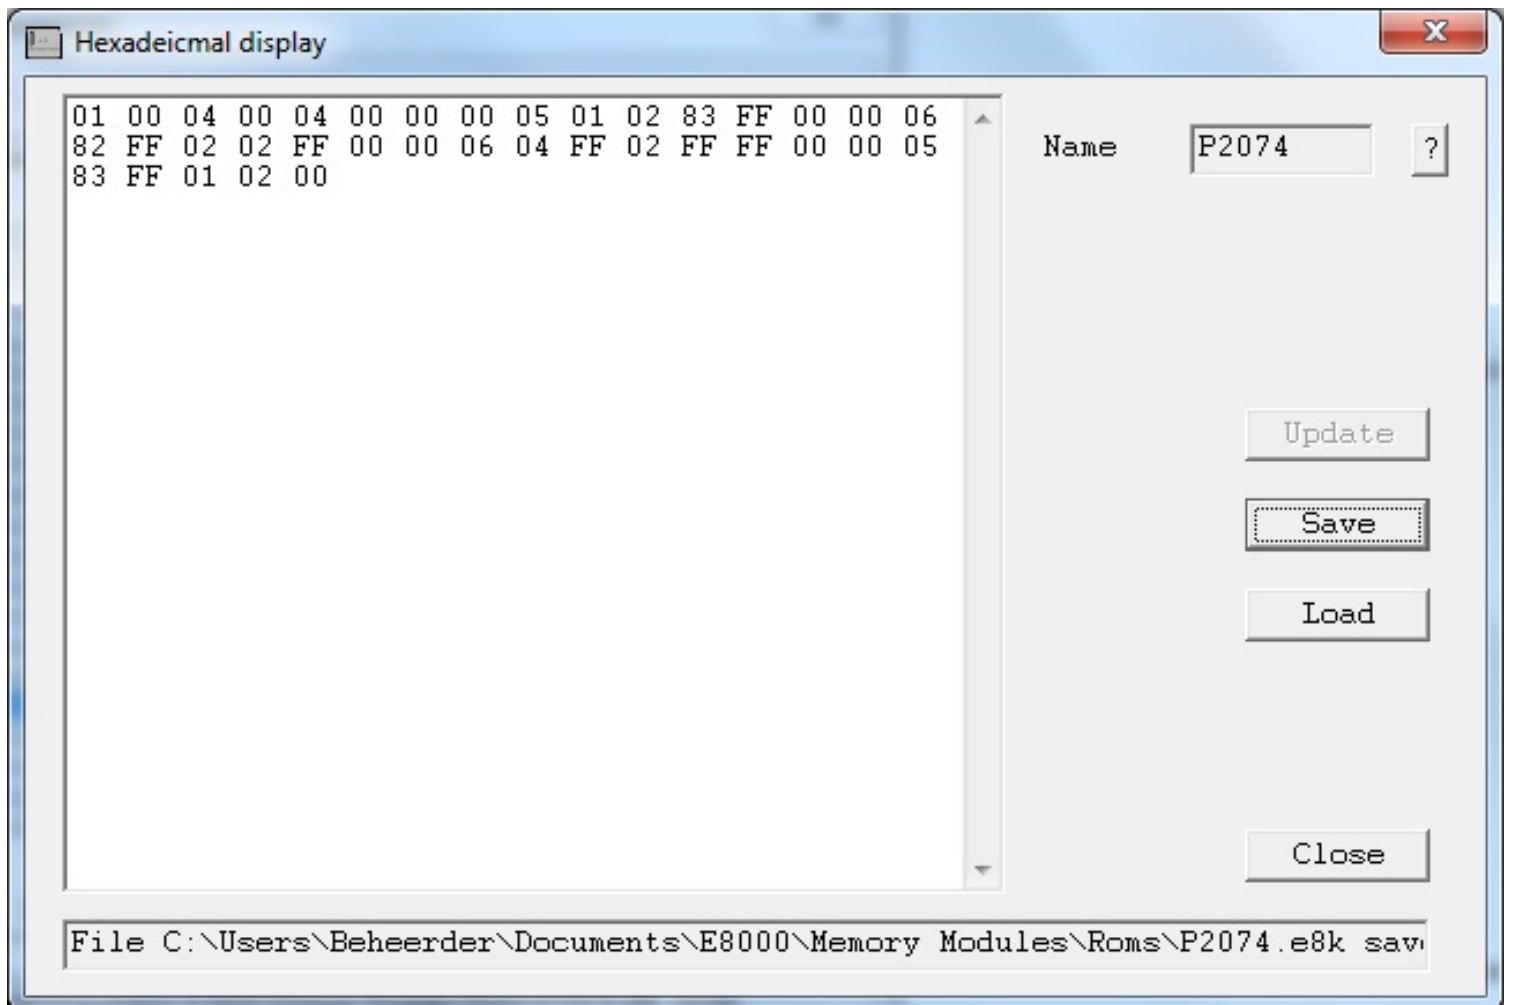 Hexadeicmal display
01 00 04 00 04 00 00 00 05 01 02 83 FF 00 00 06
82 FF 02 02 FF 00 00 06 04 FF 02 FF FF 00 00 05
83 FF 01 02 00
Name P2074 ?
Update
Save
Load
Close
File C:\Users\Beheerder\Documents\E8000\Memory Modules\Roms\P2074.e8k sav